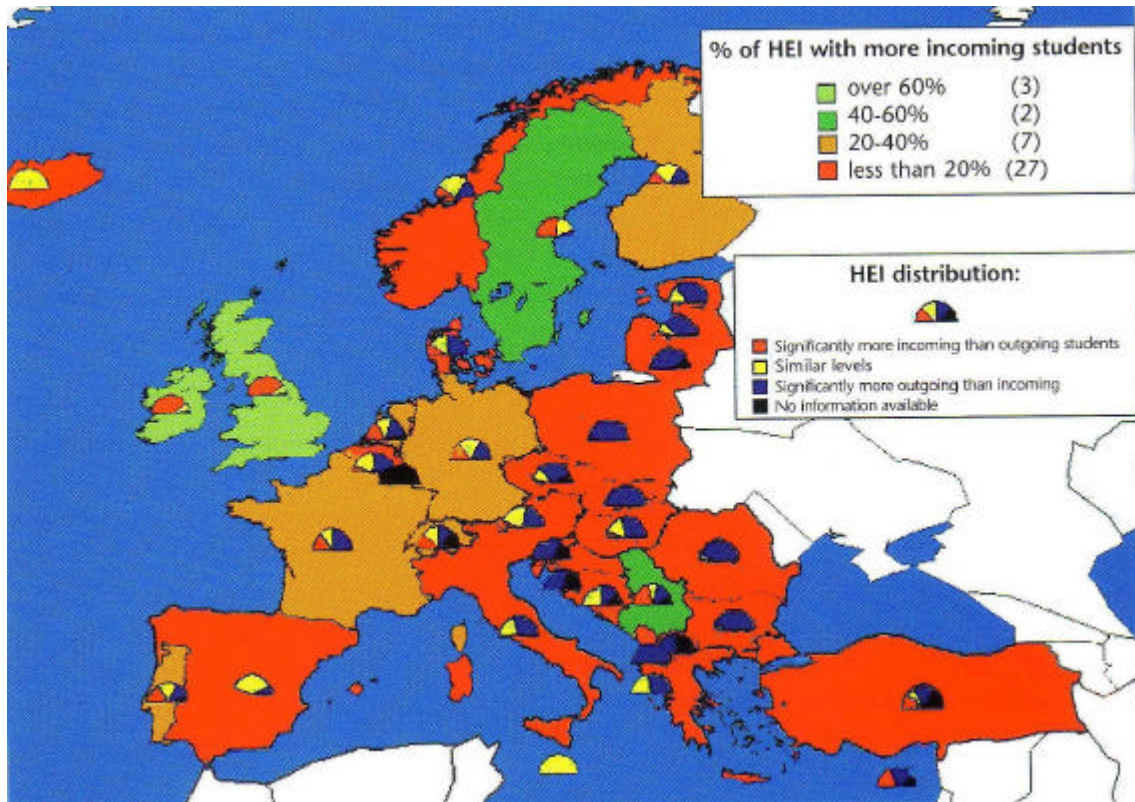 % of HEI with more incoming students
over 60% (3)
40-60% (2)
20-40% (7)
less than 20% (27)
HEI distribution:
Significantly more incoming than outgoing students
Similar levels
Significantly more outgoing than incoming
No information available